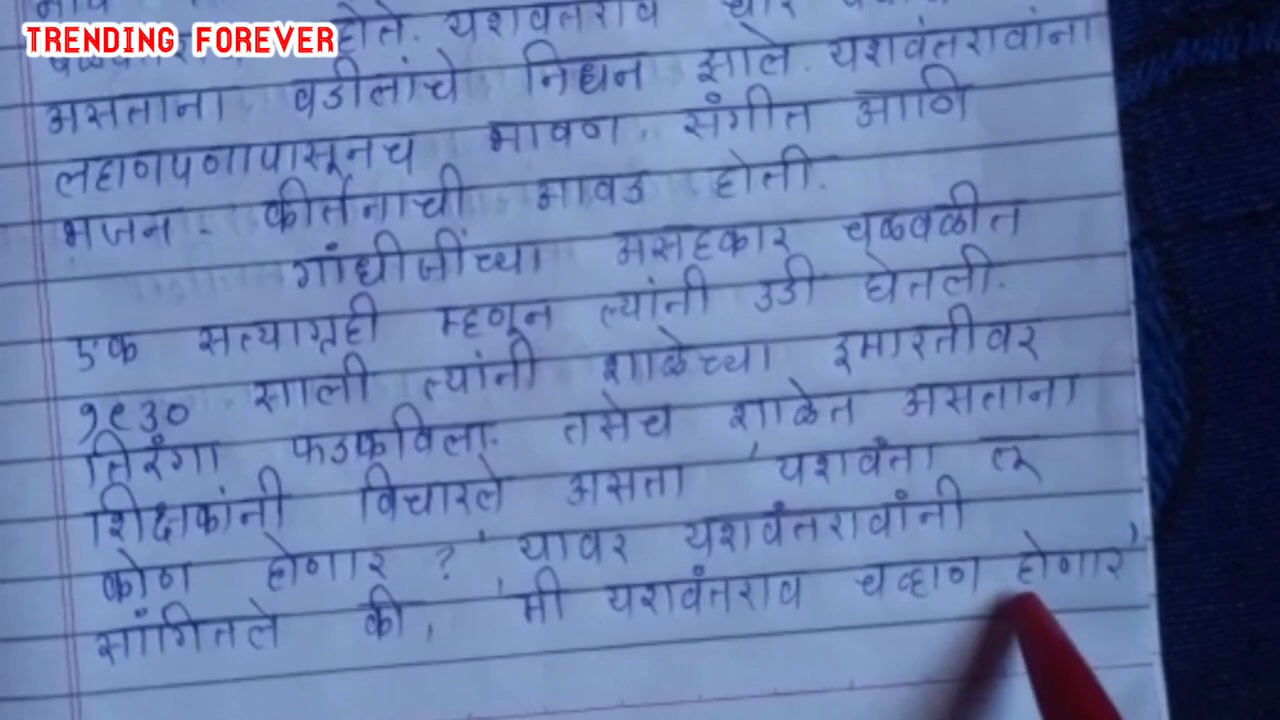 TRENDING FOREVER
होते. यशवंतराव चार
असताना वडीलांचे निधन झाले. यशवंतरावांना
लहाणपणापासूनच भाषण, संगीत आणि
भजन - कीर्तनाची आवड होती.
गांधीजींच्या असहकार चळवळीत
एक सत्याग्रही म्हणून त्यांनी उडी घेतली.
१९३० साली त्यांनी शाळेच्या इमारतीवर
तिरंगा फडकविला. तसेच शाळेत असताना
शिक्षकांनी विचारले असता 'यशवंता तू
कोण होणार ?' यावर यशवंतरावांनी
सांगितले की, 'मी यशवंतराव चव्हाण होणार'